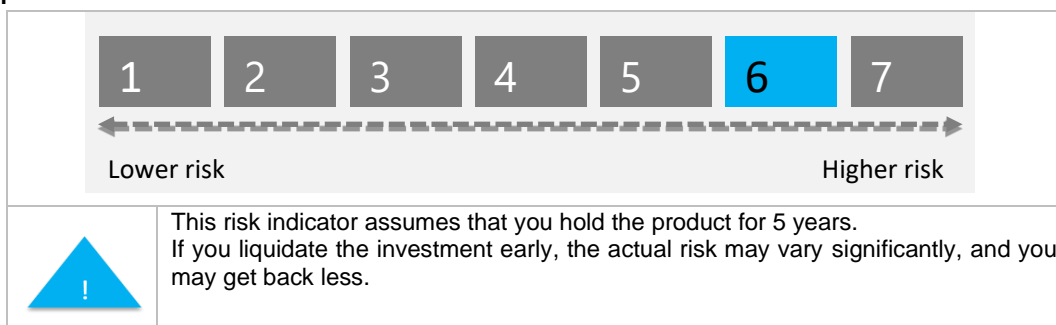 1 2 3 4 5 6 7
Lower risk Higher risk
This risk indicator assumes that you hold the product for 5 years.
If you liquidate the investment early, the actual risk may vary significantly, and you
may get back less.
!